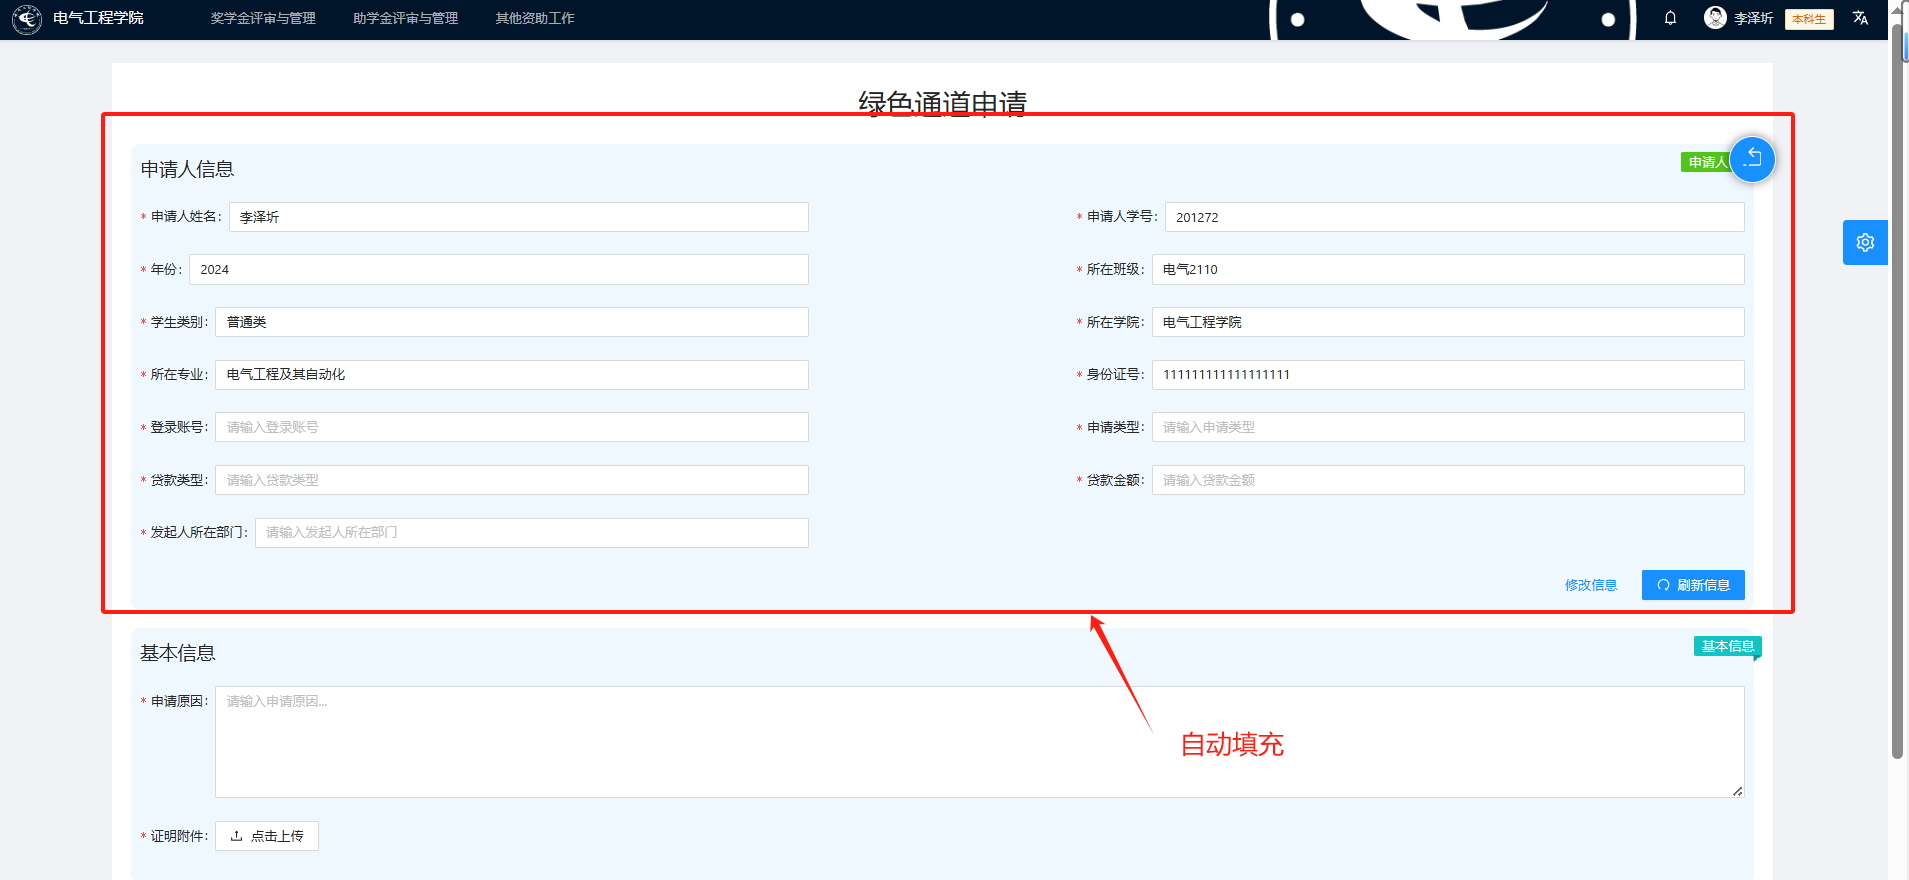 电气工程学院 奖学金评审与管理 助学金评审与管理 其他资助工作 李泽圻 本科生
绿色通道申请
申请人信息 申请人
* 申请人姓名: 李泽圻 * 申请人学号: 201272
* 年份: 2024 * 所在班级: 电气2110
* 学生类别: 普通类 * 所在学院: 电气工程学院
* 所在专业: 电气工程及其自动化 * 身份证号: 111111111111111111
* 登录账号: 请输入登录账号 * 申请类型: 请输入申请类型
* 贷款类型: 请输入贷款类型 * 贷款金额: 请输入贷款金额
* 发起人所在部门: 请输入发起人所在部门
修改信息 刷新信息
基本信息 基本信息
* 申请原因: 请输入申请原因...
自动填充
* 证明附件: 点击上传